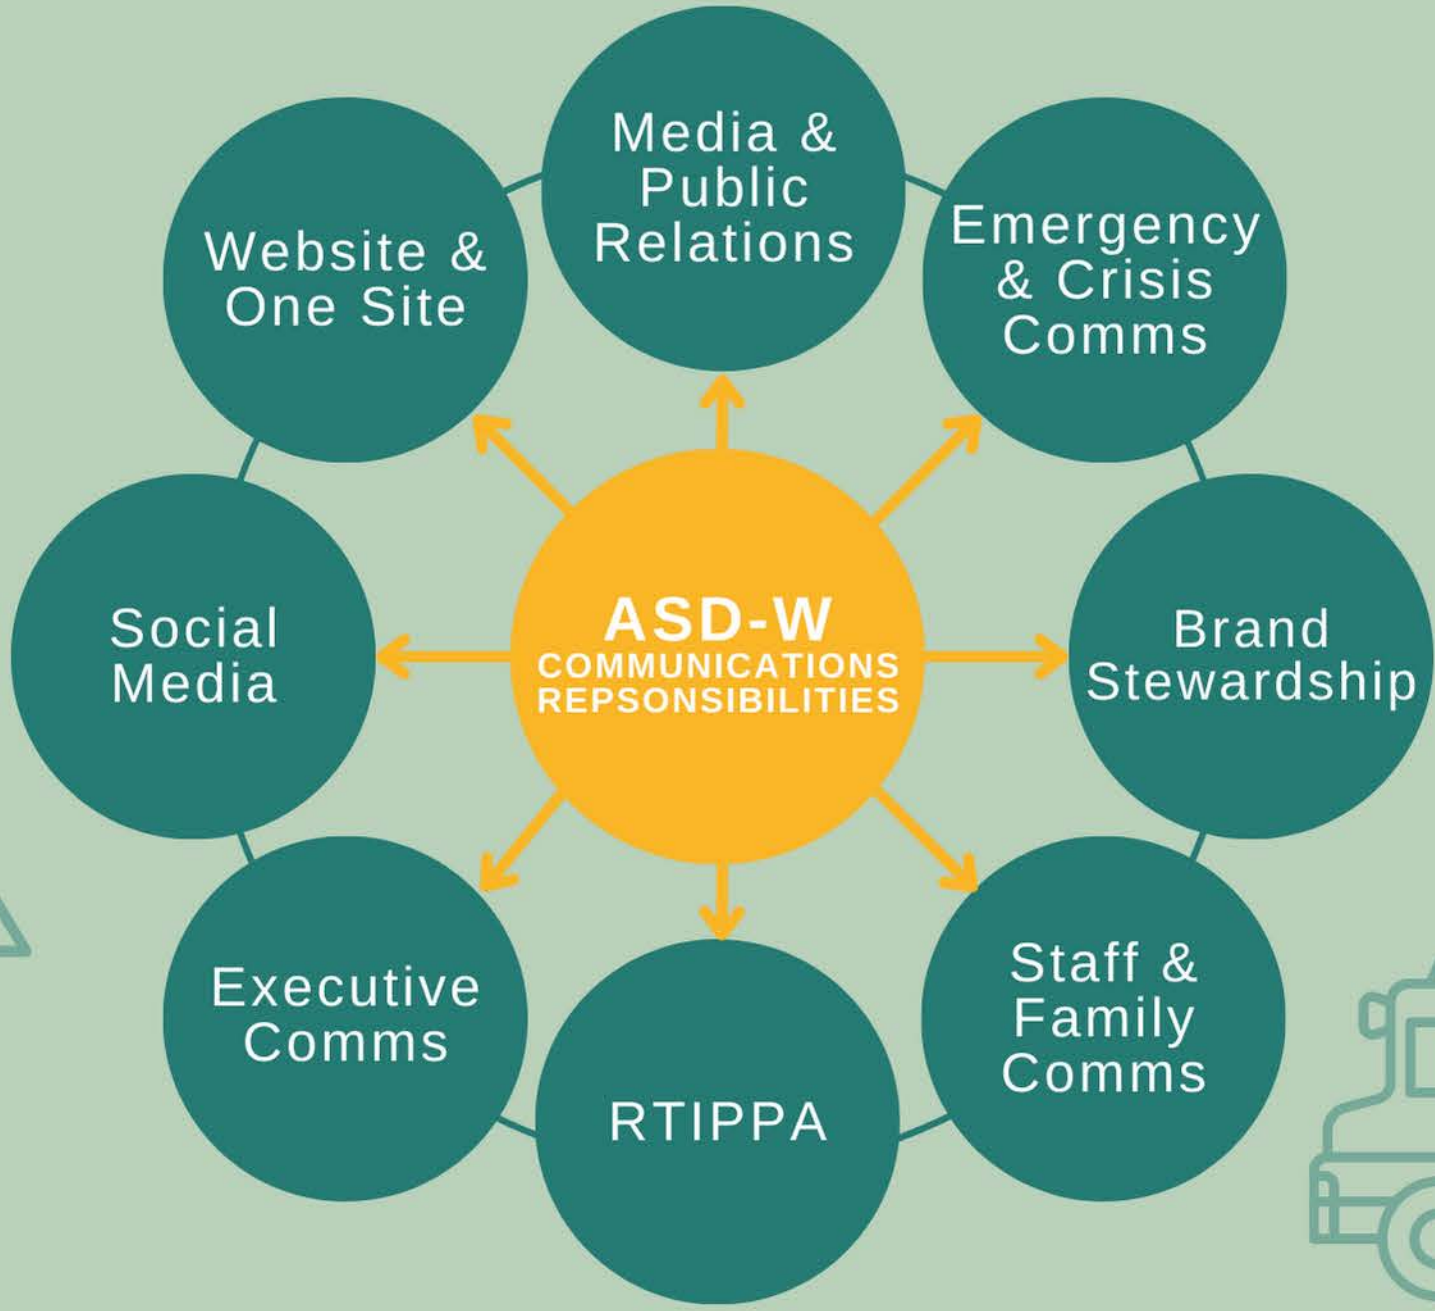 Media &
Public
Relations
Emergency
& Crisis
Comms
Brand
Stewardship
Staff &
Family
Comms
RTIPPA
Executive
Comms
Social
Media
Website &
One Site
ASD-W
COMMUNICATIONS
REPSONSIBILITIES